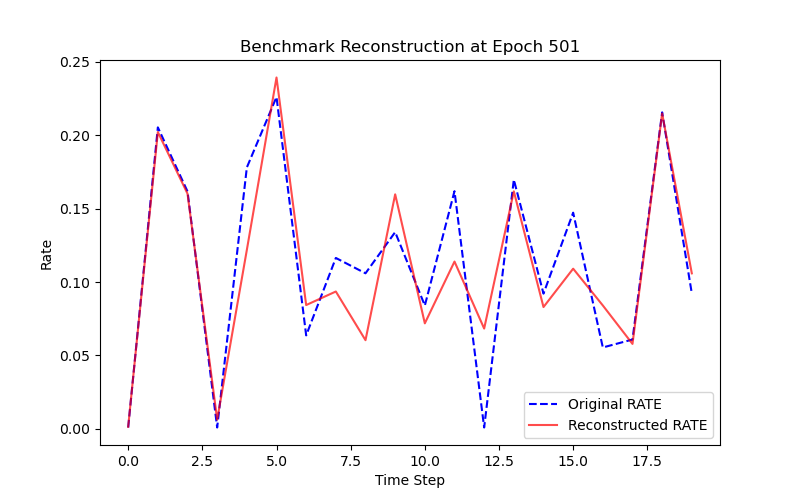 Benchmark Reconstruction at Epoch 501
Rate
0.25
0.20
0.15
0.10
0.05
0.00
Original RATE
Reconstructed RATE
0.0 2.5 5.0 7.5 10.0 12.5 15.0 17.5
Time Step